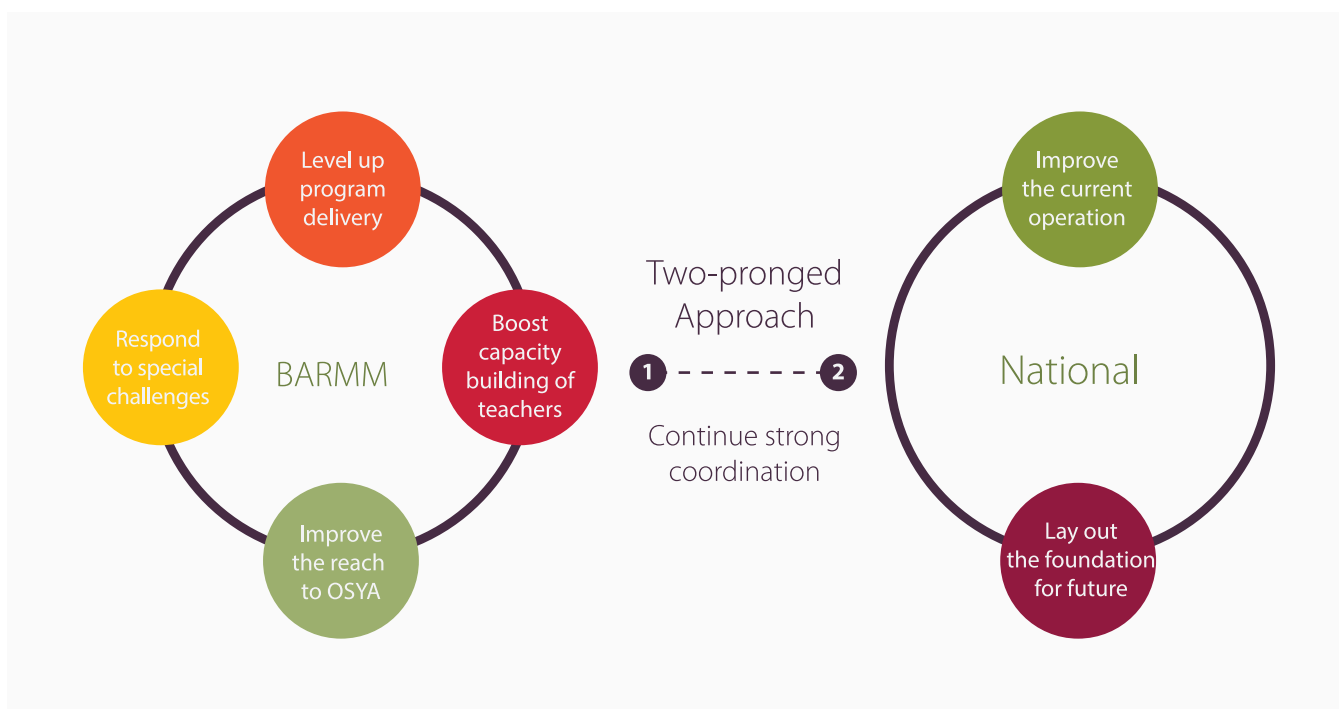 Level up
program
delivery
Respond
to special
challenges
BARMM
Boost
capacity
building of
teachers
Improve
the reach
to OSYA
Two-pronged
Approach
1
2
Continue strong
coordination
Improve
the current
operation
National
Lay out
the foundation
for future